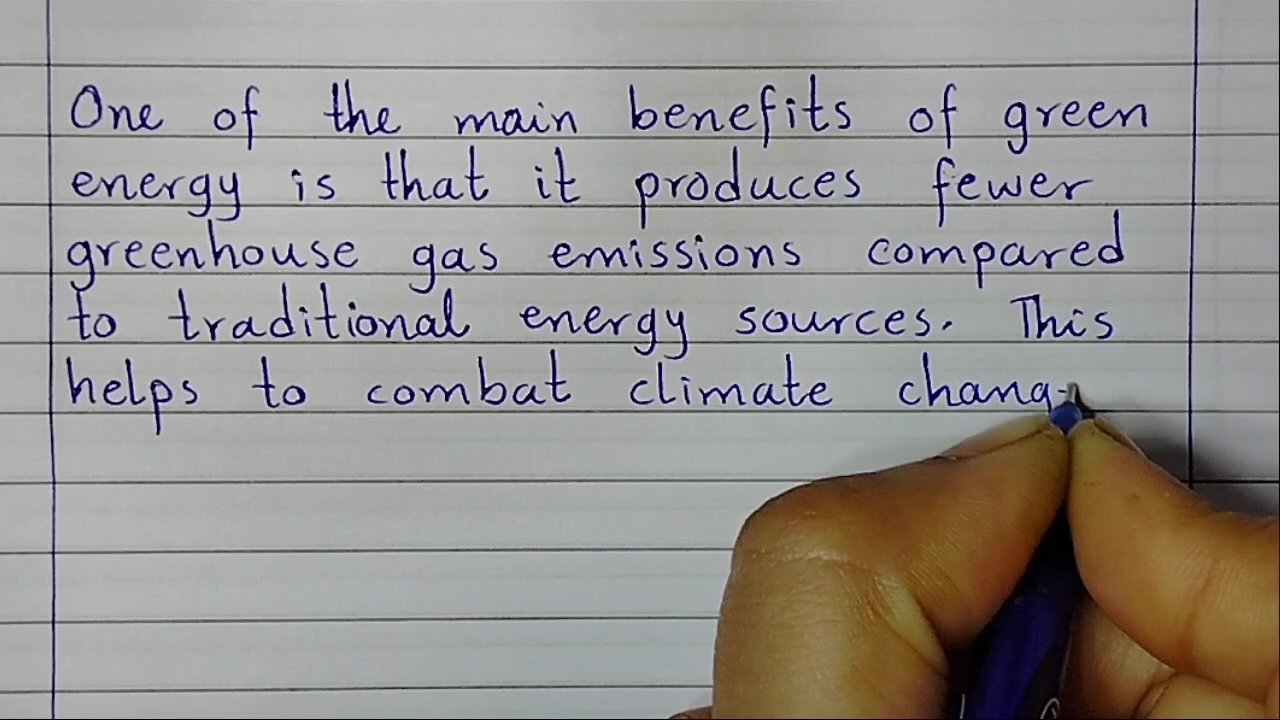 One of the main benefits of green
energy is that it produces fewer
greenhouse gas emissions compared
to traditional energy sources. This
helps to combat climate chang